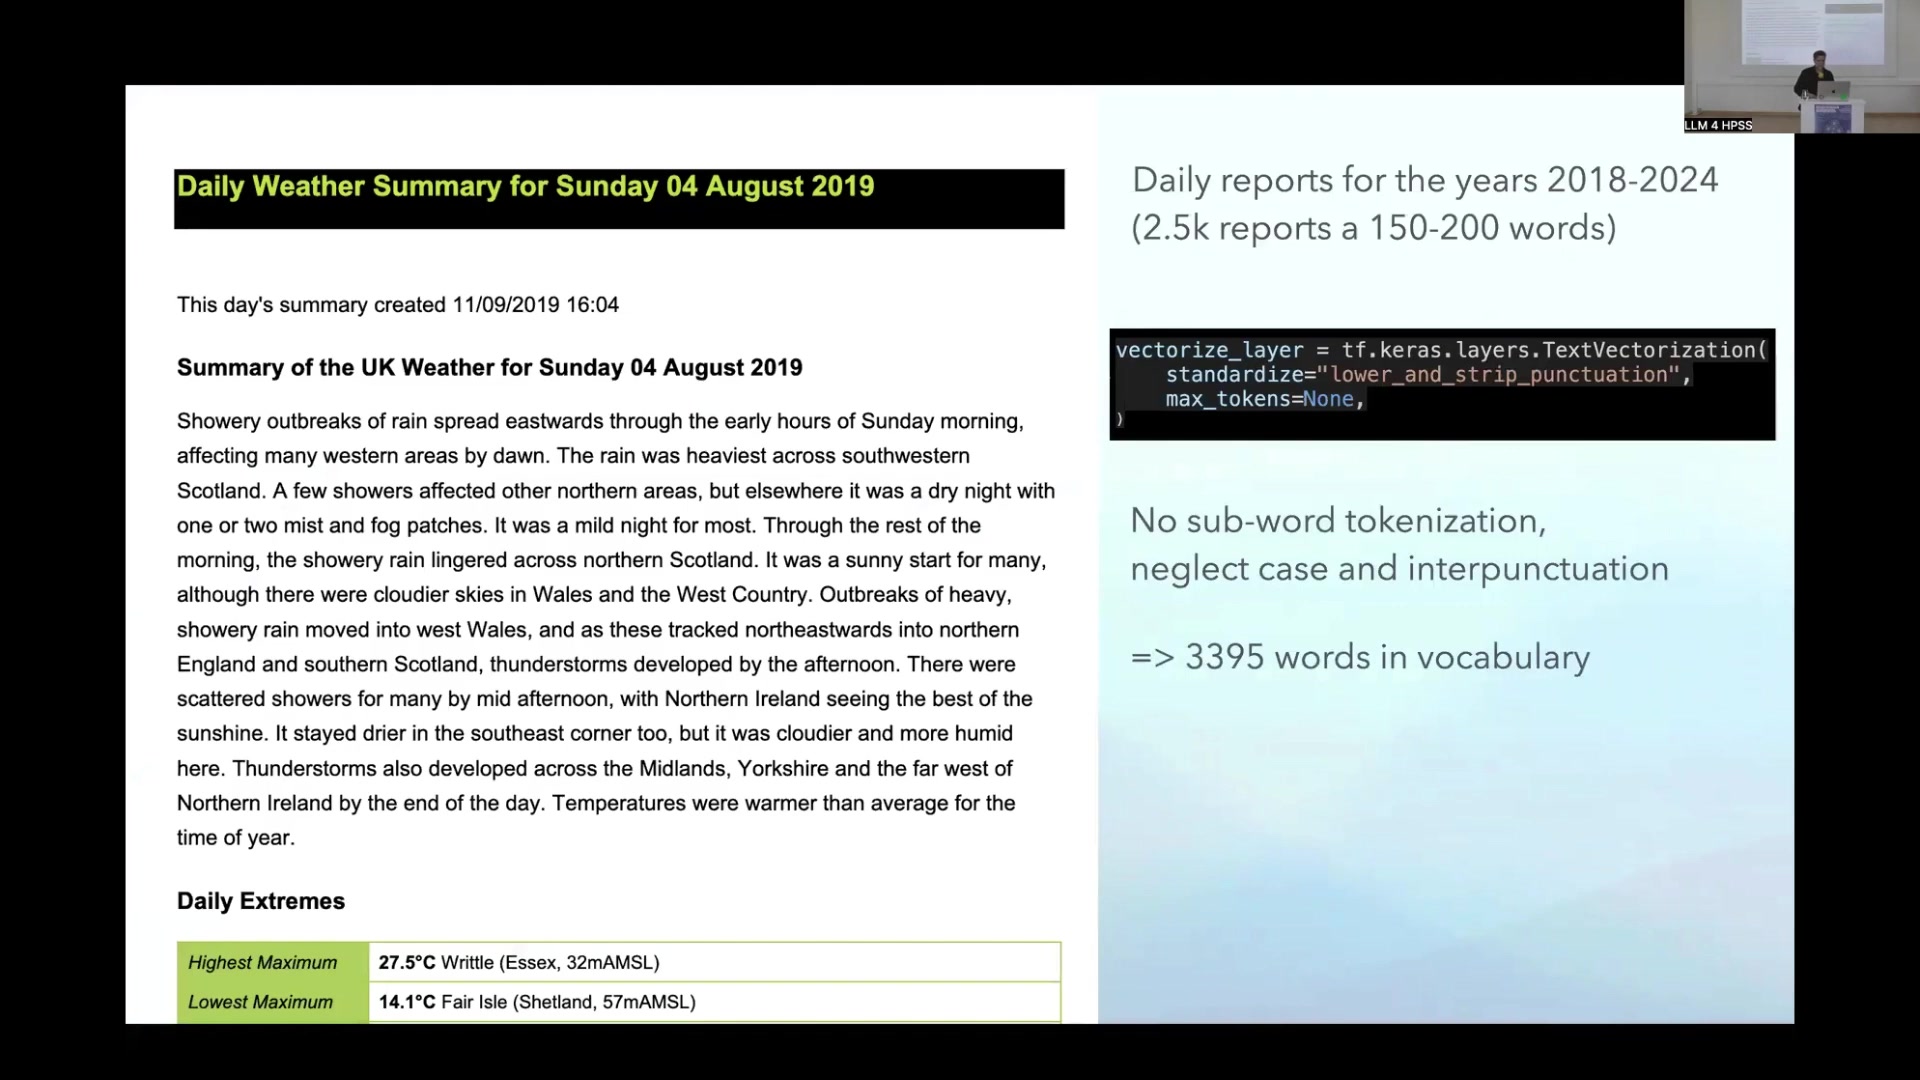 Daily Weather Summary for Sunday 04 August 2019
This day's summary created 11/09/2019 16:04
Summary of the UK Weather for Sunday 04 August 2019
Showery outbreaks of rain spread eastwards through the early hours of Sunday morning,
affecting many western areas by dawn. The rain was heaviest across southwestern
Scotland. A few showers affected other northern areas, but elsewhere it was a dry night with
one or two mist and fog patches. It was a mild night for most. Through the rest of the
morning, the showery rain lingered across northern Scotland. It was a sunny start for many,
although there were cloudier skies in Wales and the West Country. Outbreaks of heavy,
showery rain moved into west Wales, and as these tracked northeastwards into northern
England and southern Scotland, thunderstorms developed by the afternoon. There were
scattered showers for many by mid afternoon, with Northern Ireland seeing the best of the
sunshine. It stayed drier in the southeast corner too, but it was cloudier and more humid
here. Thunderstorms also developed across the Midlands, Yorkshire and the far west of
Northern Ireland by the end of the day. Temperatures were warmer than average for the
time of year.
Daily Extremes
Highest Maximum 27.5°C Writtle (Essex, 32mAMSL)
Lowest Maximum 14.1°C Fair Isle (Shetland, 57mAMSL)
Daily reports for the years 2018-2024
(2.5k reports a 150-200 words)
vectorize_layer = tf.keras.layers.TextVectorization(
standardize="lower_and_strip_punctuation",
max_tokens=None,
)
No sub-word tokenization,
neglect case and interpunctuation
=> 3395 words in vocabulary
LLM 4 HPSS